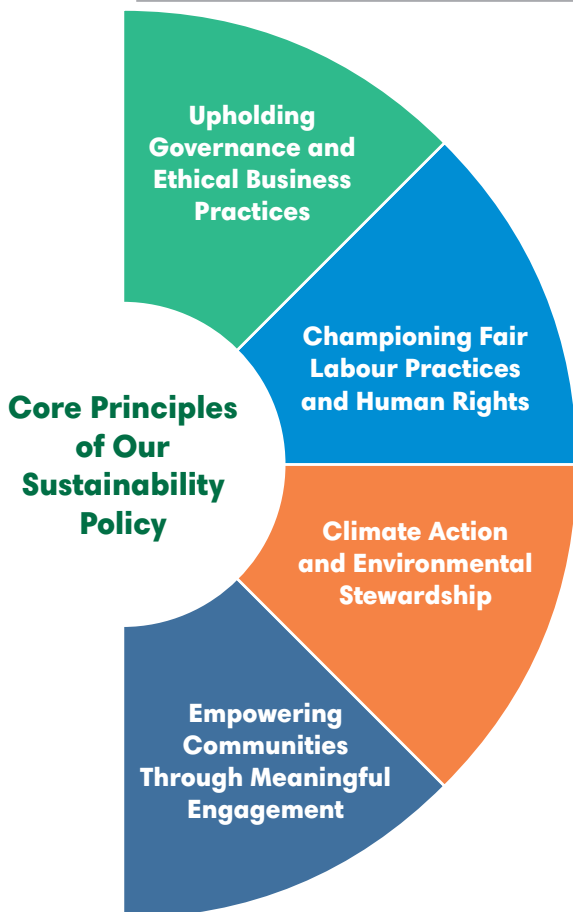 Upholding
Governance and
Ethical Business
Practices
Championing Fair
Labour Practices
and Human Rights
Core Principles
of Our
Sustainability
Policy
Climate Action
and Environmental
Stewardship
Empowering
Communities
Through Meaningful
Engagement